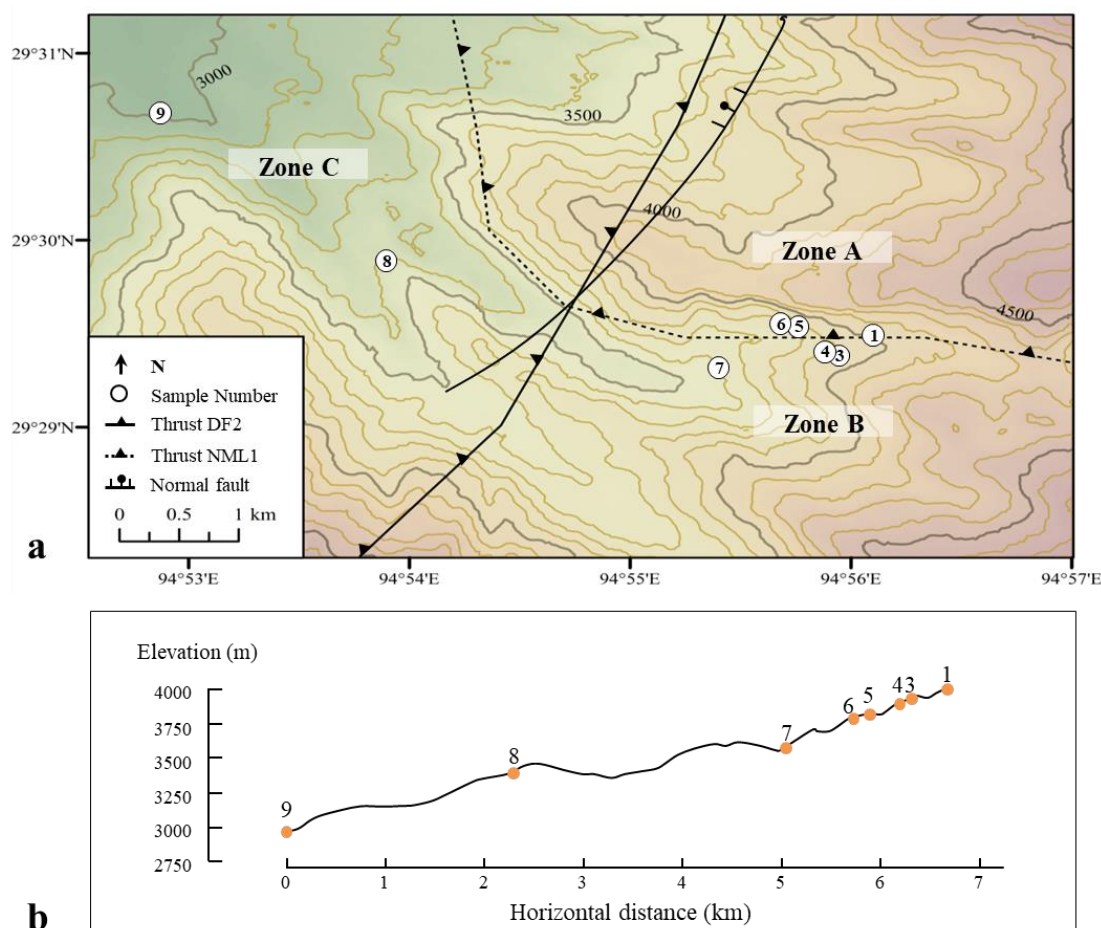 29°31'N
3000
9
3500
Zone C
4000
29°30'N
Zone A
8
4500
6 5 1
4 3
7
N
Sample Number
Zone B
29°29'N
Thrust DF2
Thrust NML1
Normal fault
0 0.5 1 km
a
94°53'E 94°54'E 94°55'E 94°56'E 94°57'E
Elevation (m)
4000
3750
3500
3250
3000
2750
9 8 7 6 5 43 1
0 1 2 3 4 5 6 7
Horizontal distance (km)
b